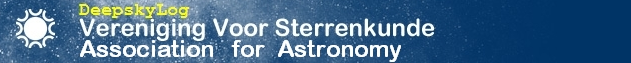 DeepskyLog
Vereniging Voor Sterrenkunde
Association for Astronomy